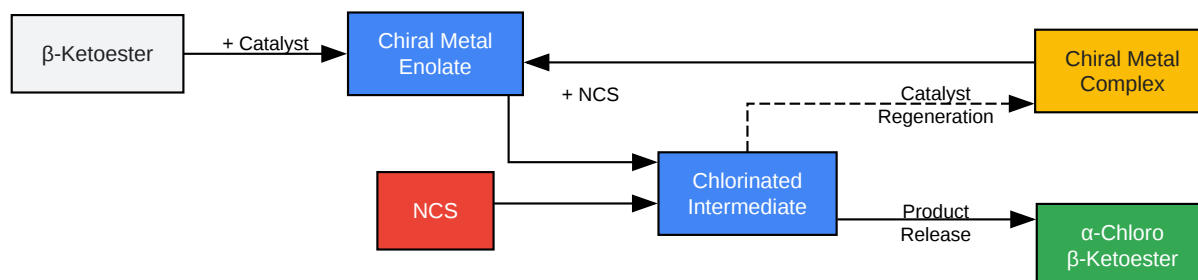 β-Ketoester
+ Catalyst
Chiral Metal
Enolate
+ NCS
Chiral Metal
Complex
Catalyst
Regeneration
NCS
Chlorinated
Intermediate
Product
Release
α-Chloro
β-Ketoester